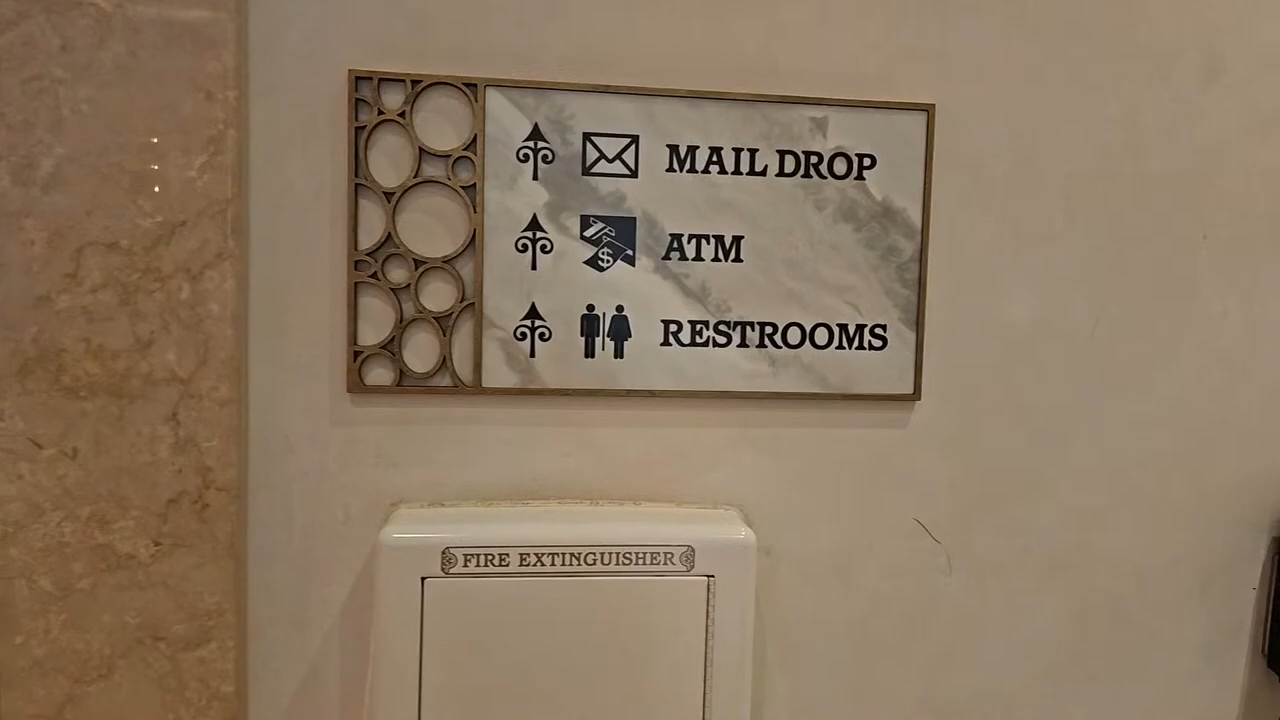 MAIL DROP
$
ATM
RESTROOMS
FIRE EXTINGUISHER